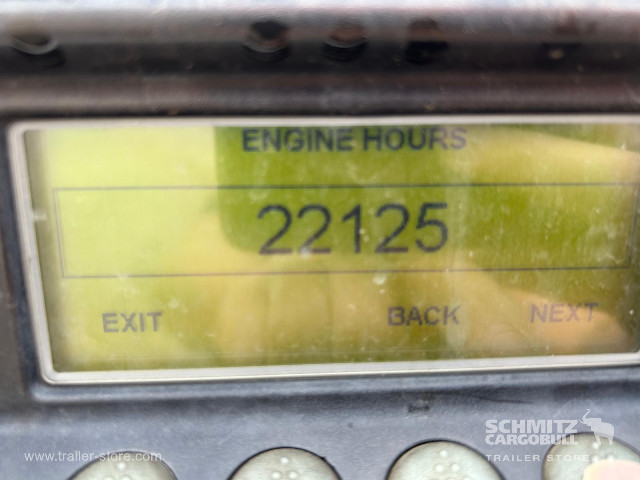 ENGINE HOURS
22125
EXIT BACK NEXT
SCHMITZ
CARGOBULL
TRAILER STORE
www.trailer-store.com